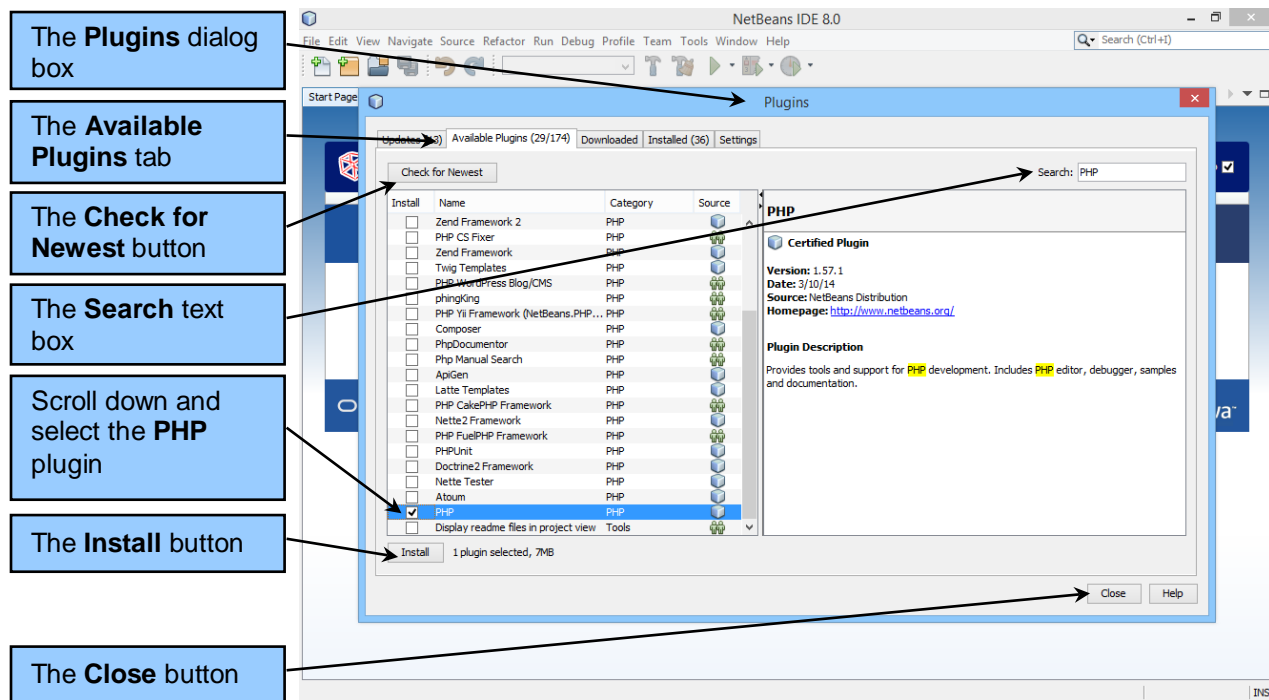 The Plugins dialog
box
The Available
Plugins tab
The Check for
Newest button
The Search text
box
Scroll down and
select the PHP
plugin
The Install button
The Close button
NetBeans IDE 8.0
File Edit View Navigate Source Refactor Run Debug Profile Team Tools Window Help
Search (Ctrl+I)
Start Page
Plugins
Updates Available Plugins (29/174) Downloaded Installed (36) Settings
Check for Newest
Search: PHP
Install Name Category Source
Zend Framework 2 PHP
PHP CS Fixer PHP
Zend Framework PHP
Twig Templates PHP
PHP WordPress Blog/CMS PHP
phingKing PHP
PHP Yii Framework (NetBeans.PHP... PHP
Composer PHP
PhpDocumentor PHP
Php Manual Search PHP
ApiGen PHP
Latte Templates PHP
PHP CakePHP Framework PHP
Nette2 Framework PHP
PHP FuelPHP Framework PHP
PHPUnit PHP
Doctrine2 Framework PHP
Nette Tester PHP
Atoum PHP
PHP PHP
Display readme files in project view Tools
PHP
Certified Plugin
Version: 1.57.1
Date: 3/10/14
Source: NetBeans Distribution
Homepage: http://www.netbeans.org/
Plugin Description
Provides tools and support for PHP development. Includes PHP editor, debugger, samples
and documentation.
Install 1 plugin selected, 7MB
Close Help
INS